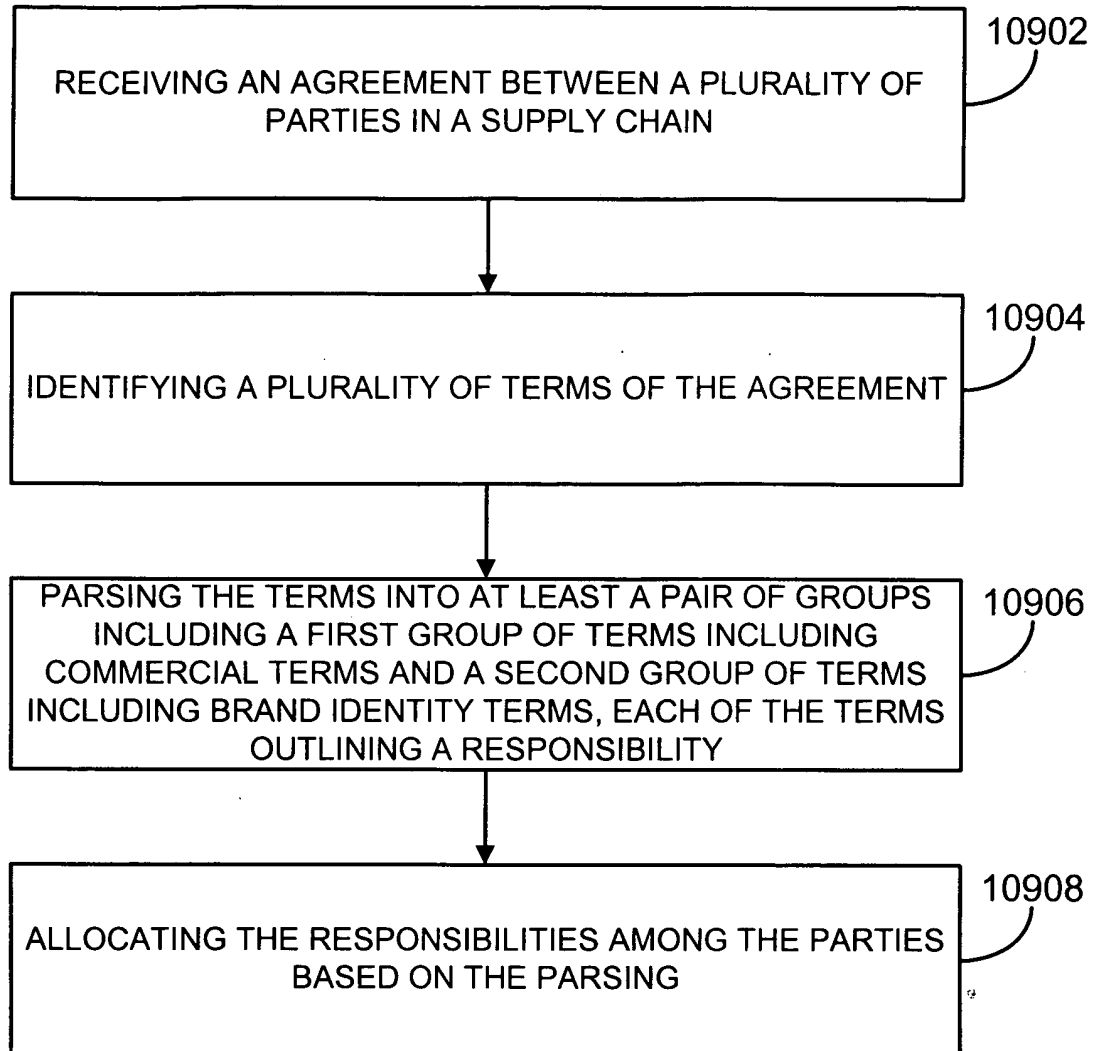 10902
RECEIVING AN AGREEMENT BETWEEN A PLURALITY OF
PARTIES IN A SUPPLY CHAIN
10904
IDENTIFYING A PLURALITY OF TERMS OF THE AGREEMENT
10906
PARSING THE TERMS INTO AT LEAST A PAIR OF GROUPS
INCLUDING A FIRST GROUP OF TERMS INCLUDING
COMMERCIAL TERMS AND A SECOND GROUP OF TERMS
INCLUDING BRAND IDENTITY TERMS, EACH OF THE TERMS
OUTLINING A RESPONSIBILITY
10908
ALLOCATING THE RESPONSIBILITIES AMONG THE PARTIES
BASED ON THE PARSING